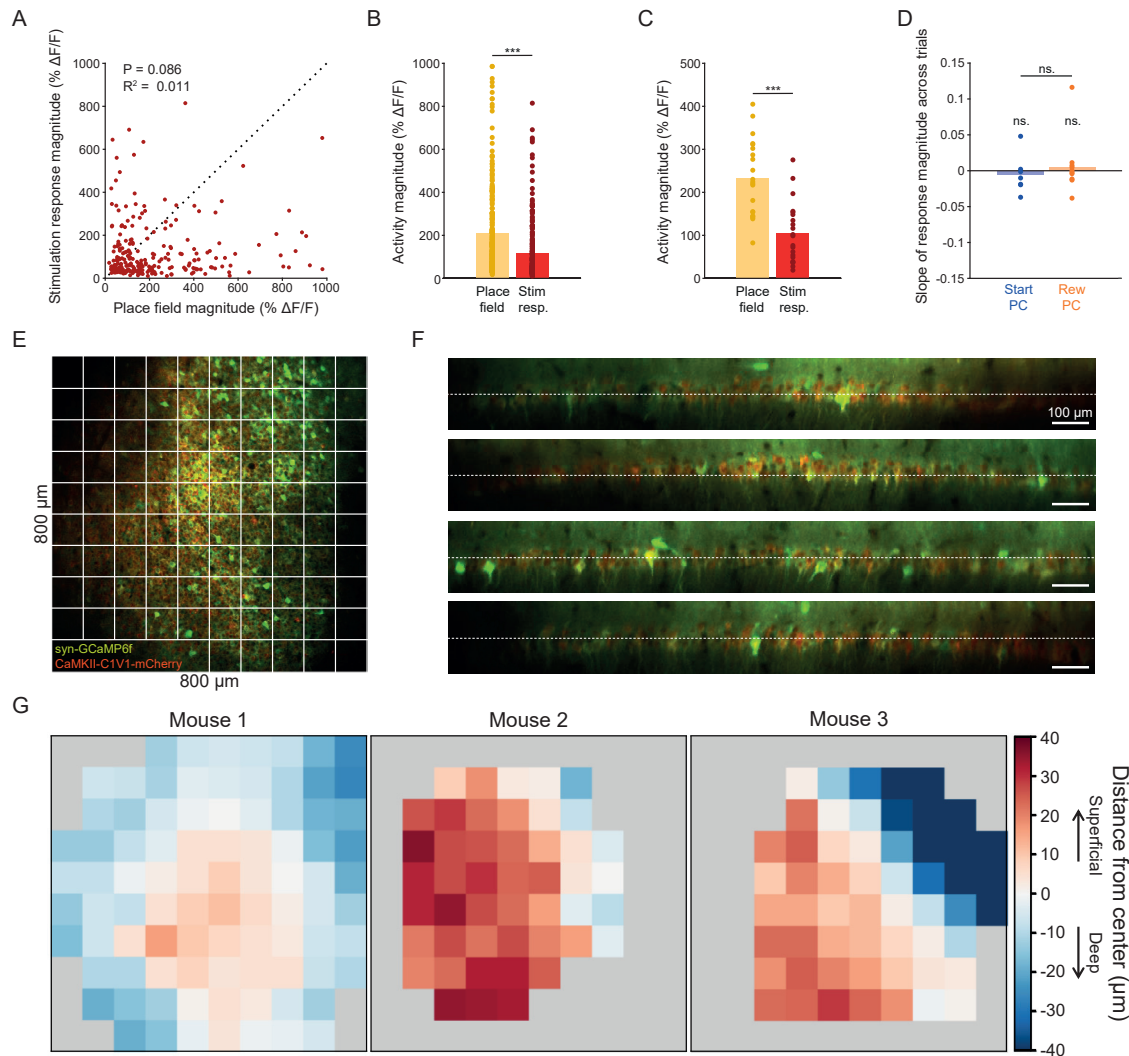 A
P = 0.086
R² = 0.011
Stimulation response magnitude (% ΔF/F)
1000
800
600
400
200
0
0
200
400
600
800
1000
Place field magnitude (% ΔF/F)
B
***
Activity magnitude (% ΔF/F)
1000
800
600
400
200
0
Place
field
Stim
resp.
C
***
Activity magnitude (% ΔF/F)
500
400
300
200
100
0
Place
field
Stim
resp.
D
ns.
ns.
ns.
Slope of response magnitude across trials
0.15
0.1
0.05
0
-0.05
-0.1
-0.15
Start
PC
Rew
PC
E
800 µm
syn-GCaMP6f
CaMKII-C1V1-mCherry
800 µm
F
100 µm
G
Mouse 1
Mouse 2
Mouse 3
40
30
20
10
0
-10
-20
-30
-40
Superficial
Deep
Distance from center (µm)